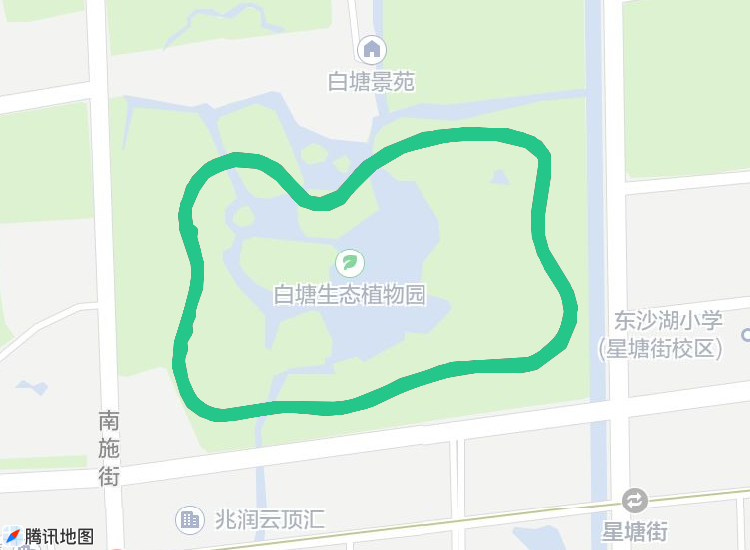 白塘景苑
白塘生态植物园
东沙湖小学
(星塘街校区)
南
施
街
兆润云顶汇
星塘街
腾讯地图